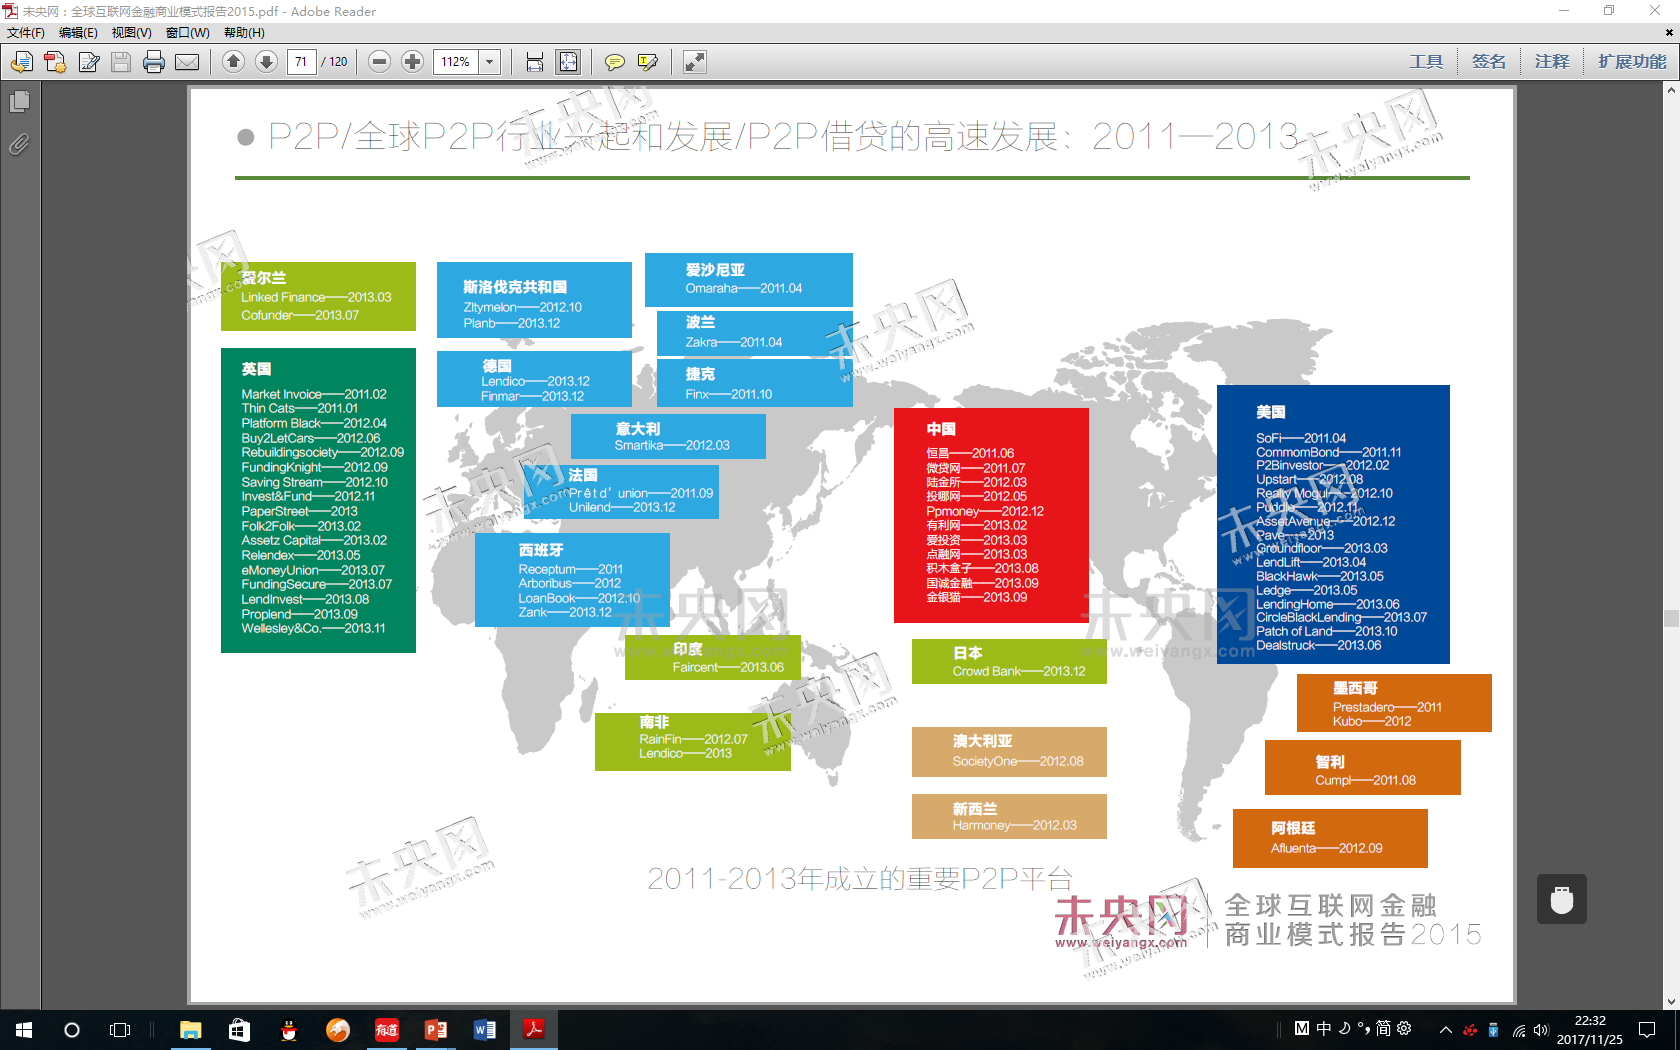 未央网：全球互联网金融商业模式报告2015.pdf - Adobe Reader
文件(F) 编辑(E) 视图(V) 窗口(W) 帮助(H)
71 / 120 112% 工具 签名 注释 扩展功能
P2P/全球P2P行业兴起和发展/P2P借贷的高速发展：2011—2013
爱尔兰
Linked Finance——2013.03
Cofunder——2013.07
英国
Market Invoice——2011.02
Thin Cats——2011.01
Platform Black——2012.04
Buy2LetCars——2012.06
Rebuildingsociety——2012.09
FundingKnight——2012.09
Saving Stream——2012.10
Invest&Fund——2012.11
PaperStreet——2013
Folk2Folk——2013.02
Assetz Capital——2013.02
Relendex——2013.05
eMoneyUnion——2013.07
FundingSecure——2013.07
LendInvest——2013.08
Proplend——2013.09
Wellesley&Co.——2013.11
斯洛伐克共和国
Zltymelon——2012.10
Planb——2013.12
德国
Lendico——2013.12
Finmar——2013.12
爱沙尼亚
Omaraha——2011.04
波兰
Zakra——2011.04
捷克
Finx——2011.10
意大利
Smartika——2012.03
法国
Prêt d’union——2011.09
Unilend——2013.12
西班牙
Receptum——2011
Arboribus——2012
LoanBook——2012.10
Zank——2013.12
印度
Faircent——2013.06
南非
RainFin——2012.07
Lendico——2013
中国
恒昌——2011.06
微贷网——2011.07
陆金所——2012.03
投哪网——2012.05
Ppmoney——2012.12
有利网——2013.02
爱投资——2013.03
点融网——2013.03
积木盒子——2013.08
国诚金融——2013.09
金银猫——2013.09
日本
Crowd Bank——2013.12
澳大利亚
SocietyOne——2012.08
新西兰
Harmoney——2012.03
美国
SoFi——2011.04
CommomBond——2011.11
P2Binvestor——2012.02
Upstart——2012.08
Realty Mogul——2012.10
Puddle——2012.11
AssetAvenue——2012.12
Pave——2013
Groundfloor——2013.03
LendLift——2013.04
BlackHawk——2013.05
Ledge——2013.05
LendingHome——2013.06
CircleBlackLending——2013.07
Patch of Land——2013.10
Dealstruck——2013.06
墨西哥
Prestadero——2011
Kubo——2012
智利
Cumpl——2011.08
阿根廷
Afluenta——2012.09
2011-2013年成立的重要P2P平台
未央网
www.weiyangx.com
全球互联网金融
商业模式报告2015
有道
M 中 简
22:32
2017/11/25